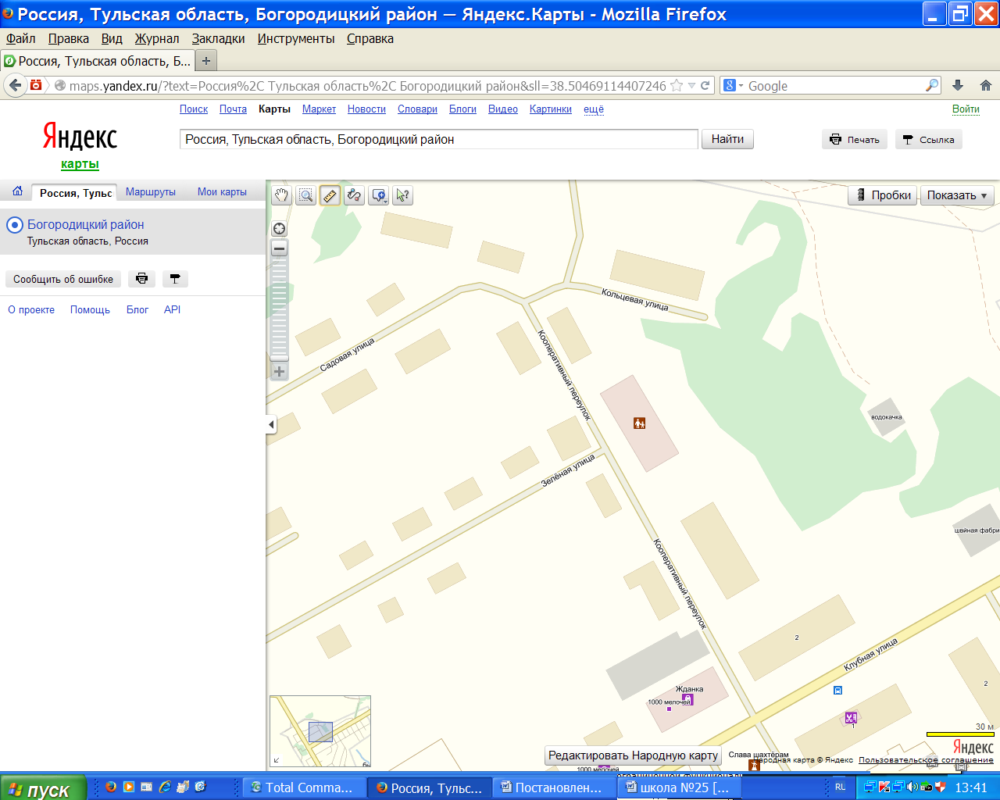 Россия, Тульская область, Богородицкий район — Яндекс.Карты - Mozilla Firefox
Файл Правка Вид Журнал Закладки Инструменты Справка
Россия, Тульская область, Б... +
maps.yandex.ru/?text=Россия%2C Тульская область%2C Богородицкий район&sll=38.50469114407246 Google
Поиск Почта Карты Маркет Новости Словари Блоги Видео Картинки ещё Войти
Яндекс
карты
Россия, Тульская область, Богородицкий район Найти Печать Ссылка
Россия, Тульс Маршруты Мои карты
Пробки Показать
Богородицкий район
Тульская область, Россия
Сообщить об ошибке
О проекте Помощь Блог API
Кольцевая улица
Садовая улица
Кооперативный переулок
водокачка
Зелёная улица
швйная фабри
Кооперативный переулок
2
Клубная улица
2
Жданка
1000 мелочей
1
30 м
Яндекс
Редактировать Народную карту
Слава шахтёрам
Народная карта © Яндекс Пользовательское соглашение
1000 мелочей
пуск
Total Comma...
Россия, Тульс...
Постановлен...
школа №25 [...
RU
13:41